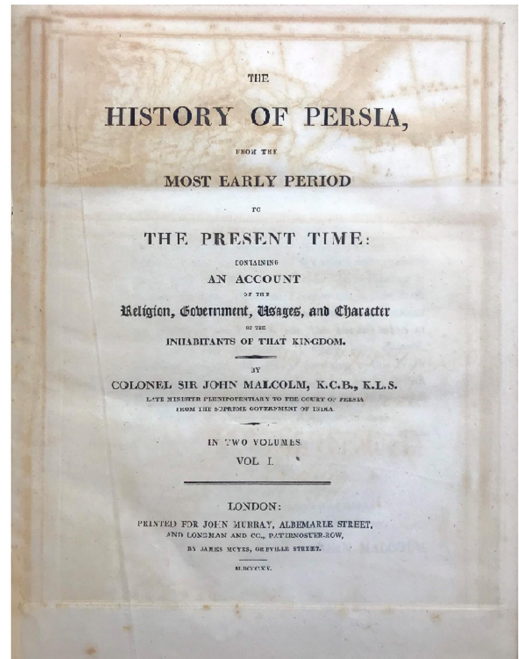 THE
HISTORY OF PERSIA,
FROM THE
MOST EARLY PERIOD
TO
THE PRESENT TIME:
CONTAINING
AN ACCOUNT
OF THE
Religion, Government, Usages, and Character
OF THE
INHABITANTS OF THAT KINGDOM.
BY
COLONEL SIR JOHN MALCOLM, K.C.B., K.L.S.
LATE MINISTER PLENIPOTENTIARY TO THE COURT OF PERSIA
FROM THE SUPREME GOVERNMENT OF INDIA
IN TWO VOLUMES
VOL I.
LONDON:
PRINTED FOR JOHN MURRAY, ALBEMARLE STREET,
AND LONGMAN AND CO., PATERNOSTER-ROW,
BY JAMES MOYES, GREVILLE STREET.
M.DCCC.XV.